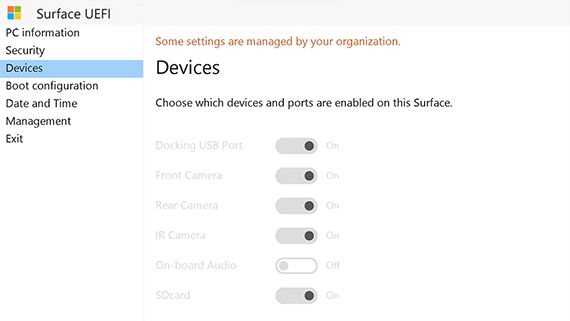 Surface UEFI
PC information
Security
Devices
Boot configuration
Date and Time
Management
Exit
Some settings are managed by your organization.
Devices
Choose which devices and ports are enabled on this Surface.
Docking USB Port On
Front Camera On
Rear Camera On
IR Camera On
On-board Audio Off
SDcard On